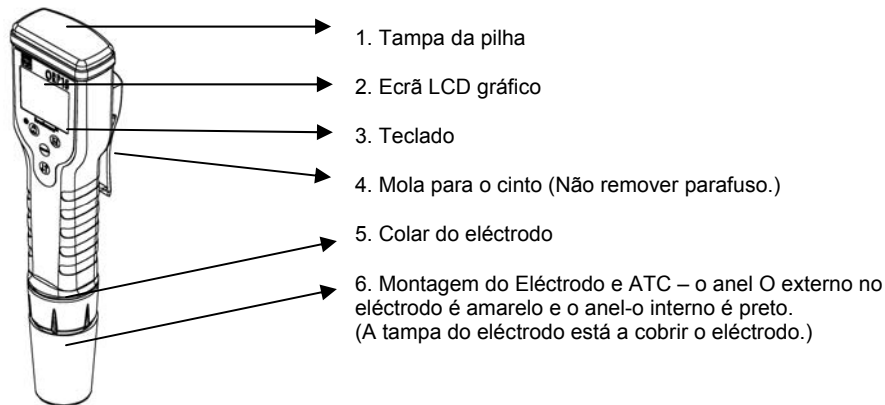 1. Tampa da pilha
2. Ecrã LCD gráfico
3. Teclado
4. Mola para o cinto (Não remover parafuso.)
5. Colar do eléctrodo
6. Montagem do Eléctrodo e ATC – o anel O externo no
eléctrodo é amarelo e o anel-o interno é preto.
(A tampa do eléctrodo está a cobrir o eléctrodo.)